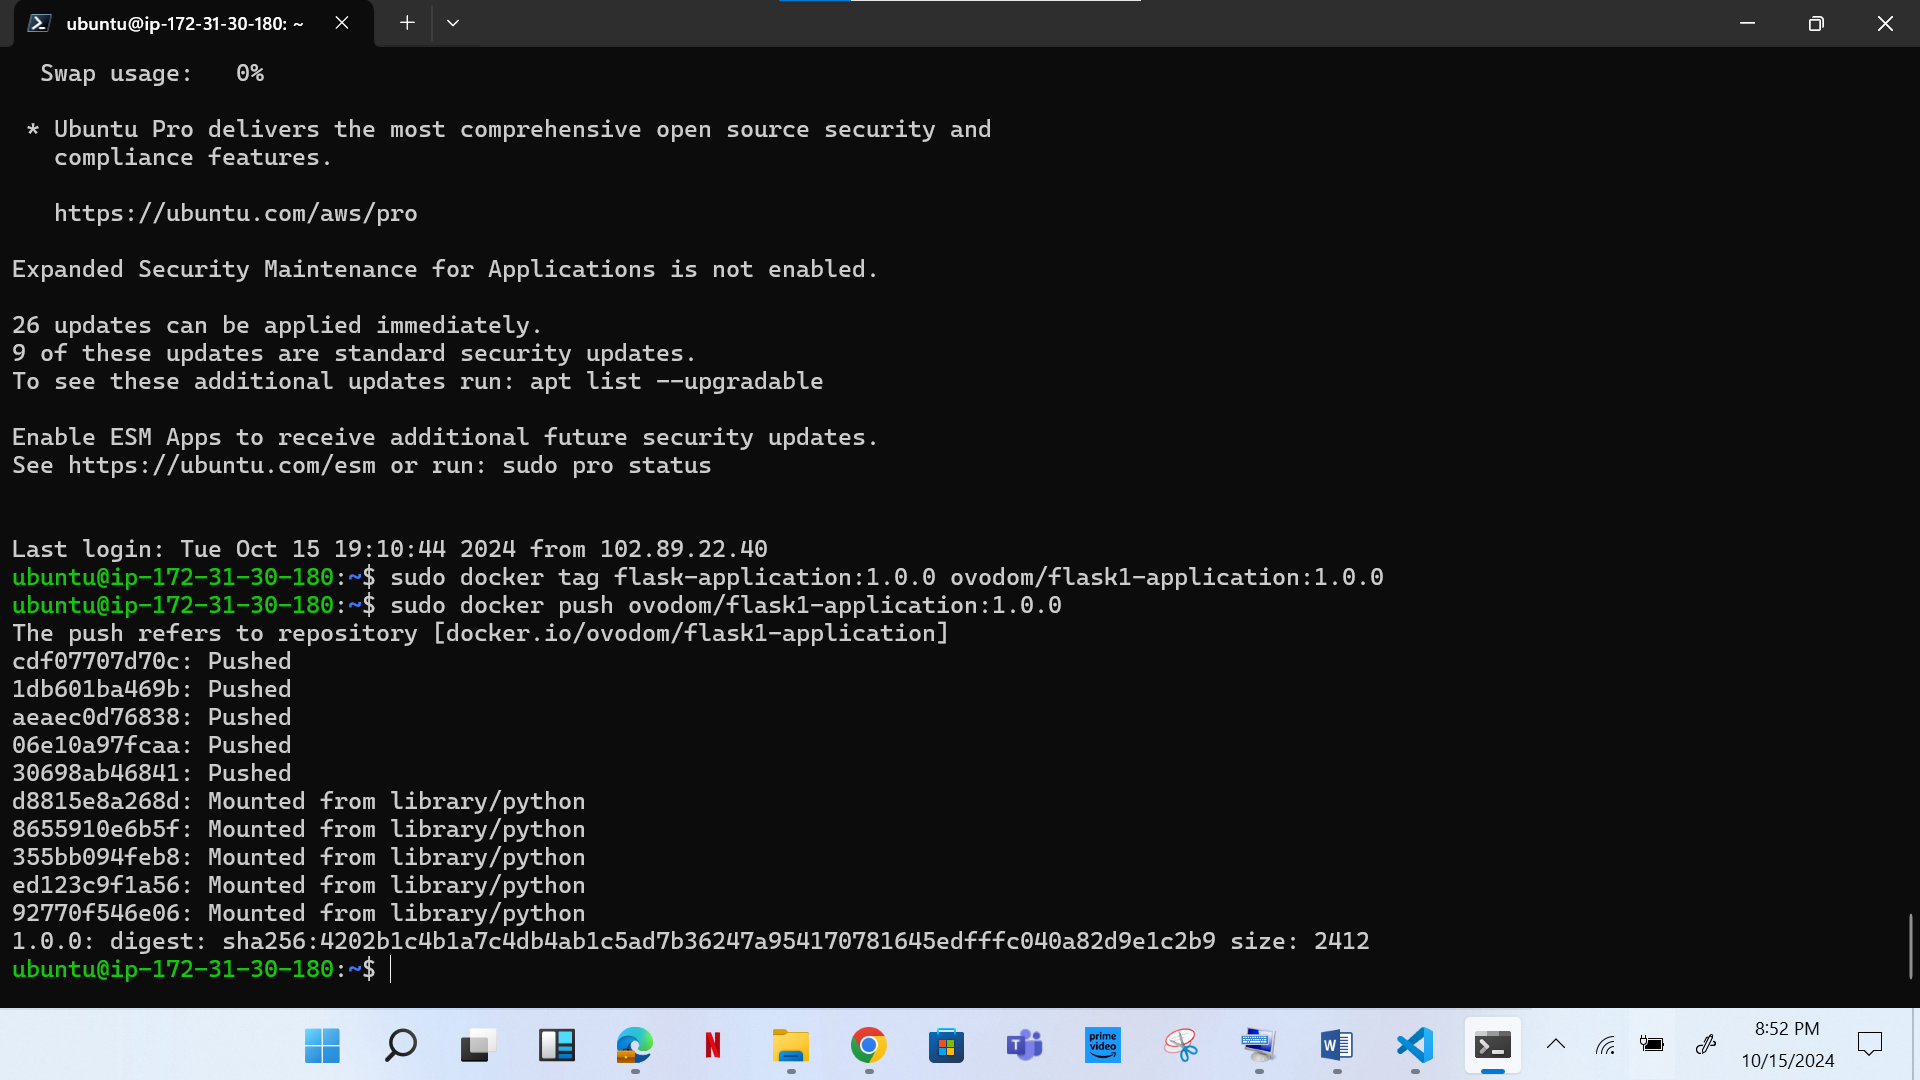 ubuntu@ip-172-31-30-180: ~
Swap usage:   0%
* Ubuntu Pro delivers the most comprehensive open source security and
compliance features.
https://ubuntu.com/aws/pro
Expanded Security Maintenance for Applications is not enabled.
26 updates can be applied immediately.
9 of these updates are standard security updates.
To see these additional updates run: apt list --upgradable
Enable ESM Apps to receive additional future security updates.
See https://ubuntu.com/esm or run: sudo pro status
Last login: Tue Oct 15 19:10:44 2024 from 102.89.22.40
ubuntu@ip-172-31-30-180:~$ sudo docker tag flask-application:1.0.0 ovodom/flask1-application:1.0.0
ubuntu@ip-172-31-30-180:~$ sudo docker push ovodom/flask1-application:1.0.0
The push refers to repository [docker.io/ovodom/flask1-application]
cdf07707d70c: Pushed
1db601ba469b: Pushed
aeaec0d76838: Pushed
06e10a97fcaa: Pushed
30698ab46841: Pushed
d8815e8a268d: Mounted from library/python
8655910e6b5f: Mounted from library/python
355bb094feb8: Mounted from library/python
ed123c9f1a56: Mounted from library/python
92770f546e06: Mounted from library/python
1.0.0: digest: sha256:4202b1c4b1a7c4db4ab1c5ad7b36247a954170781645edfffc040a82d9e1c2b9 size: 2412
ubuntu@ip-172-31-30-180:~$
N
T
prime video
W
8:52 PM
10/15/2024